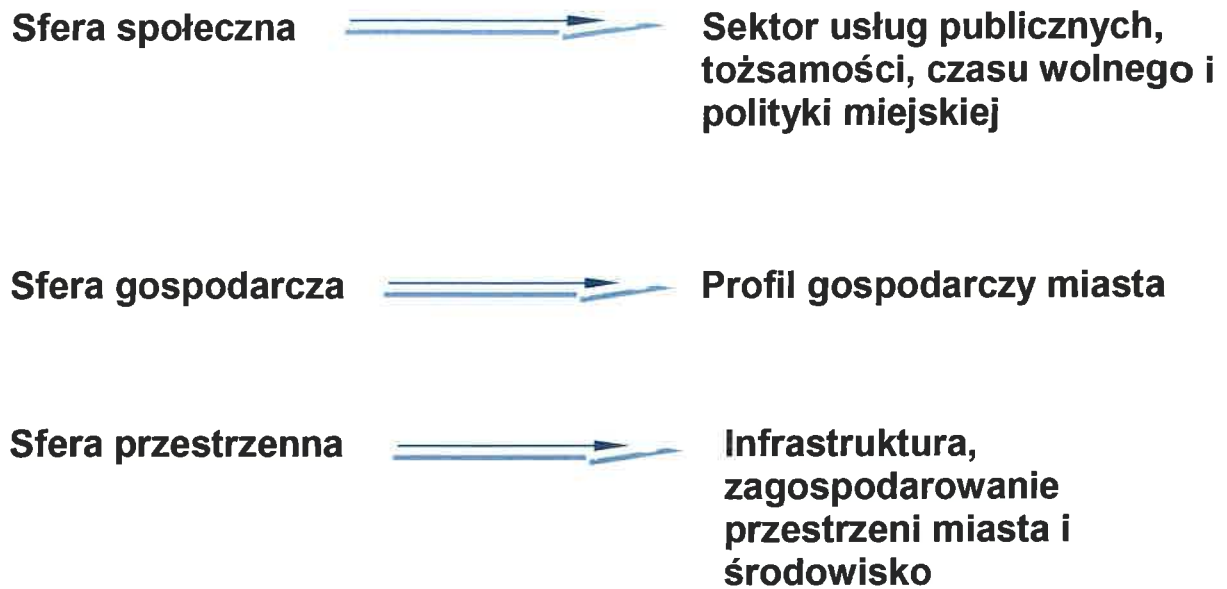 Sfera społeczna
Sektor usług publicznych,
tożsamości, czasu wolnego i
polityki miejskiej
Sfera gospodarcza
Profil gospodarczy miasta
Sfera przestrzenna
Infrastruktura,
zagospodarowanie
przestrzeni miasta i
środowisko